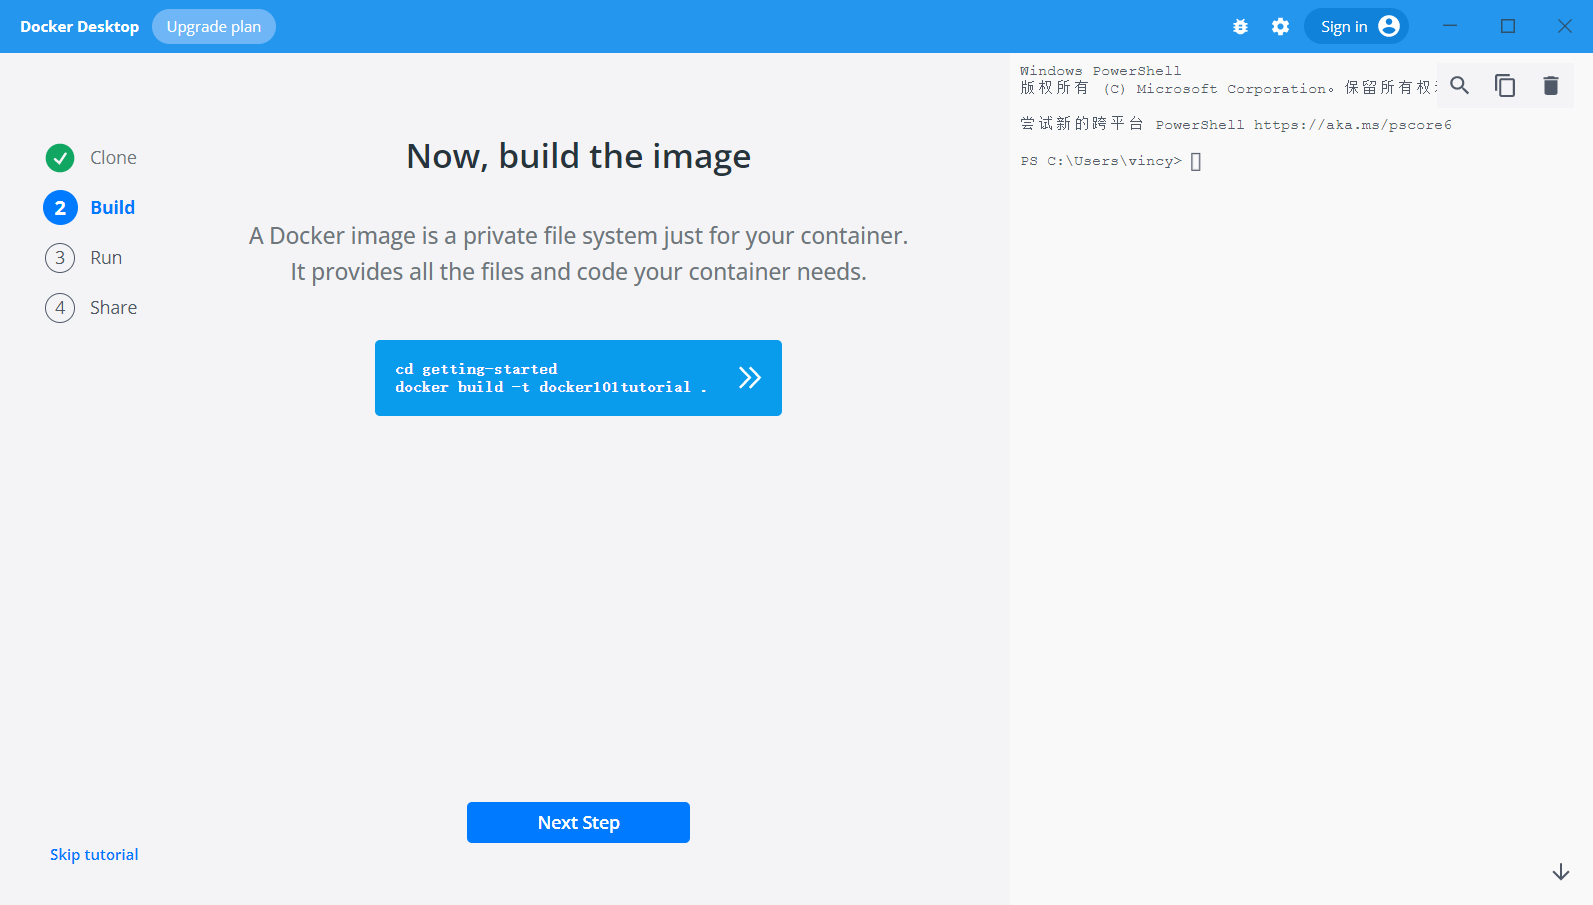 Docker Desktop
Upgrade plan
Sign in
Clone
2 Build
3 Run
4 Share
Now, build the image
A Docker image is a private file system just for your container.
It provides all the files and code your container needs.
cd getting-started
docker build -t docker101tutorial .
Next Step
Skip tutorial
Windows PowerShell
版权所有 (C) Microsoft Corporation。保留所有权
尝试新的跨平台 PowerShell https://aka.ms/pscore6
PS C:\Users\vincy>